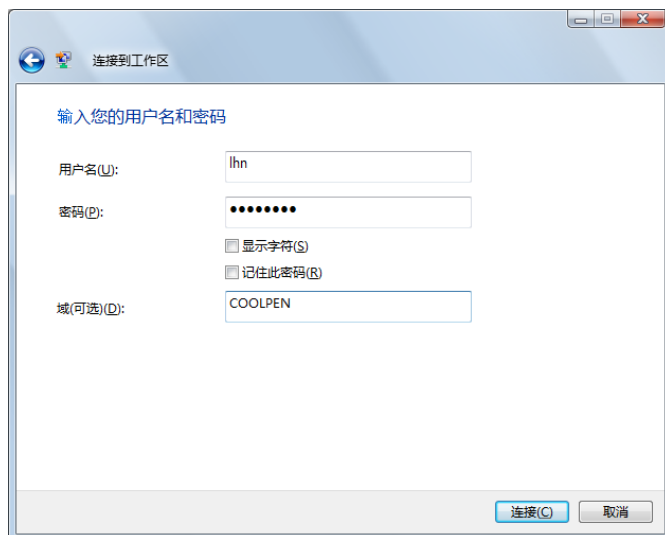 连接到工作区
输入您的用户名和密码
用户名(U):
lhn
密码(P):
●●●●●●●●
显示字符(S)
记住此密码(R)
域(可选)(D):
COOLPEN
连接(C)
取消